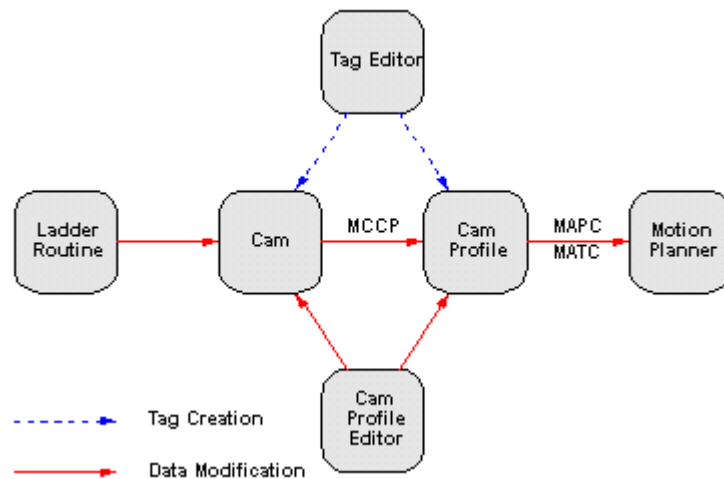 Tag Editor
Ladder
Routine
Cam
MCCP
Cam
Profile
MAPC
MATC
Motion
Planner
Cam
Profile
Editor
Tag Creation
Data Modification